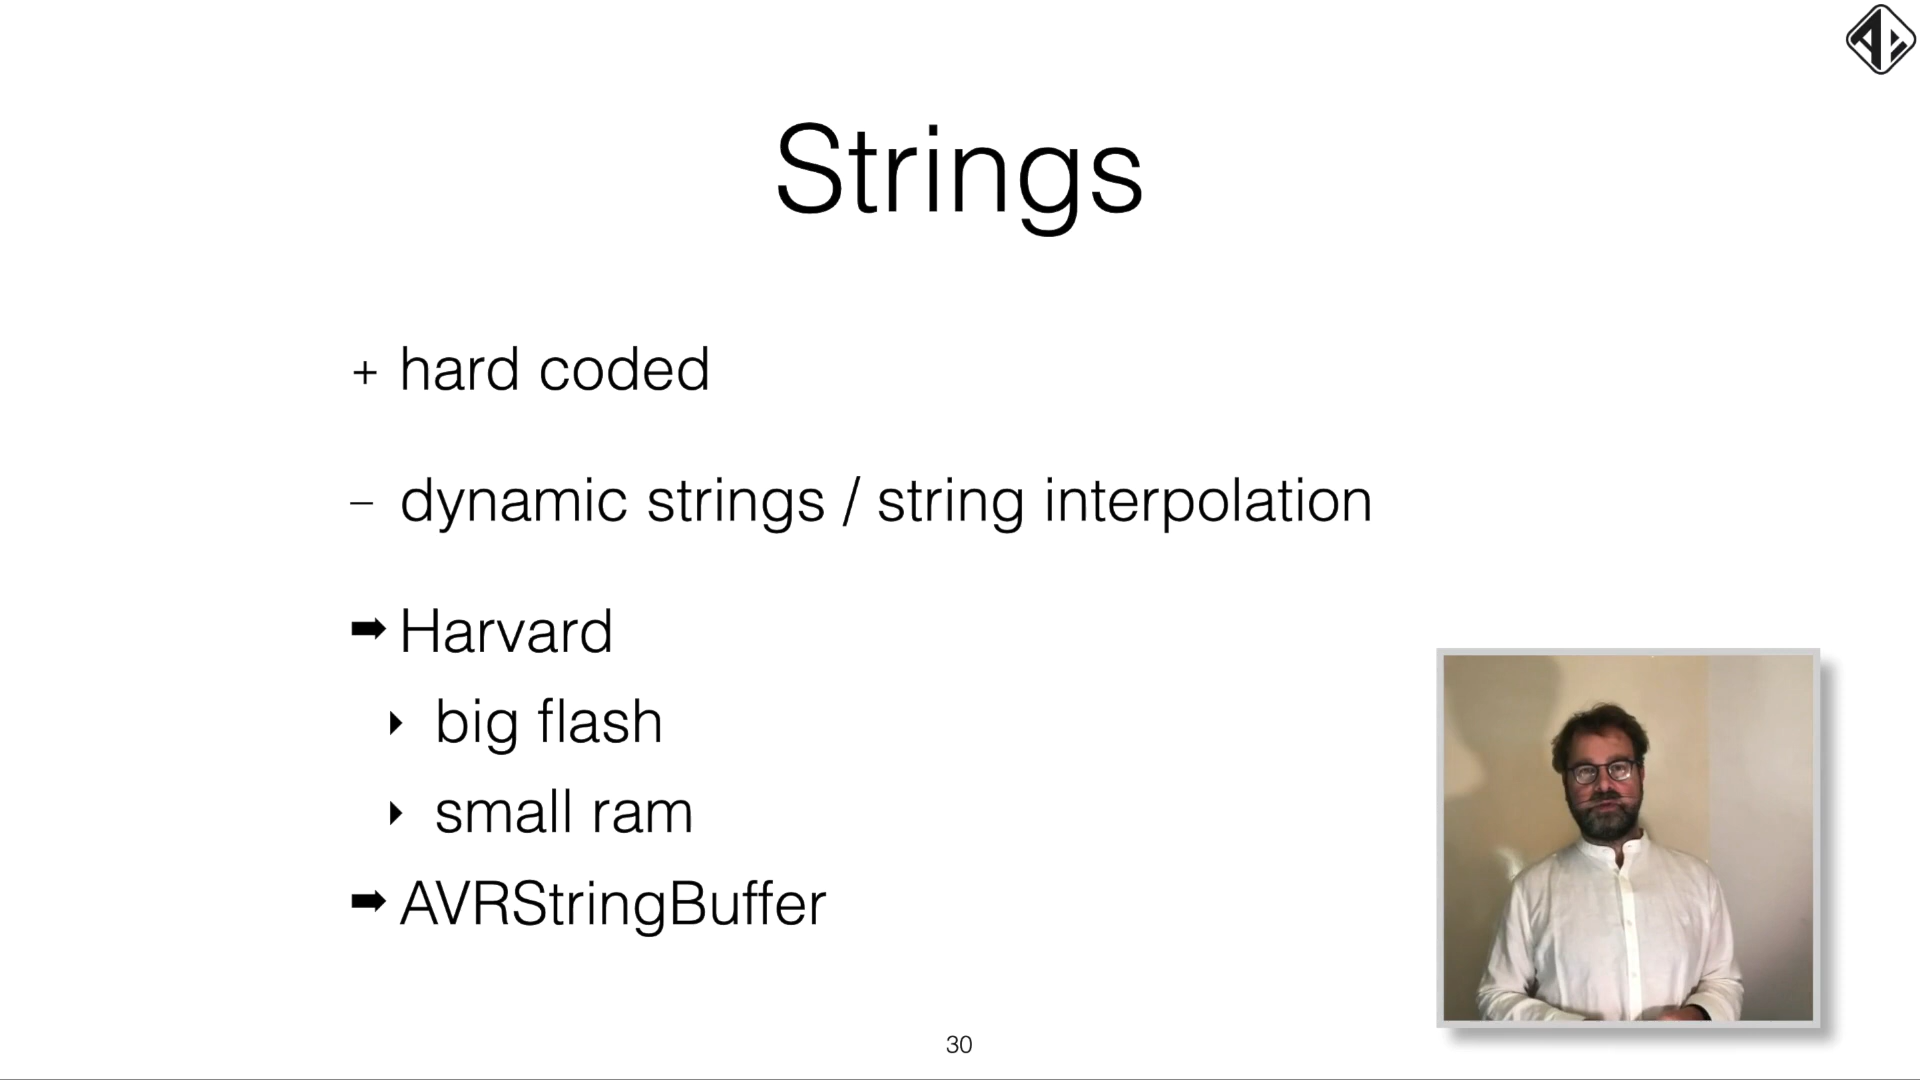 Strings
+ hard coded
– dynamic strings / string interpolation
➡ Harvard
‣ big flash
‣ small ram
➡ AVRStringBuffer
30